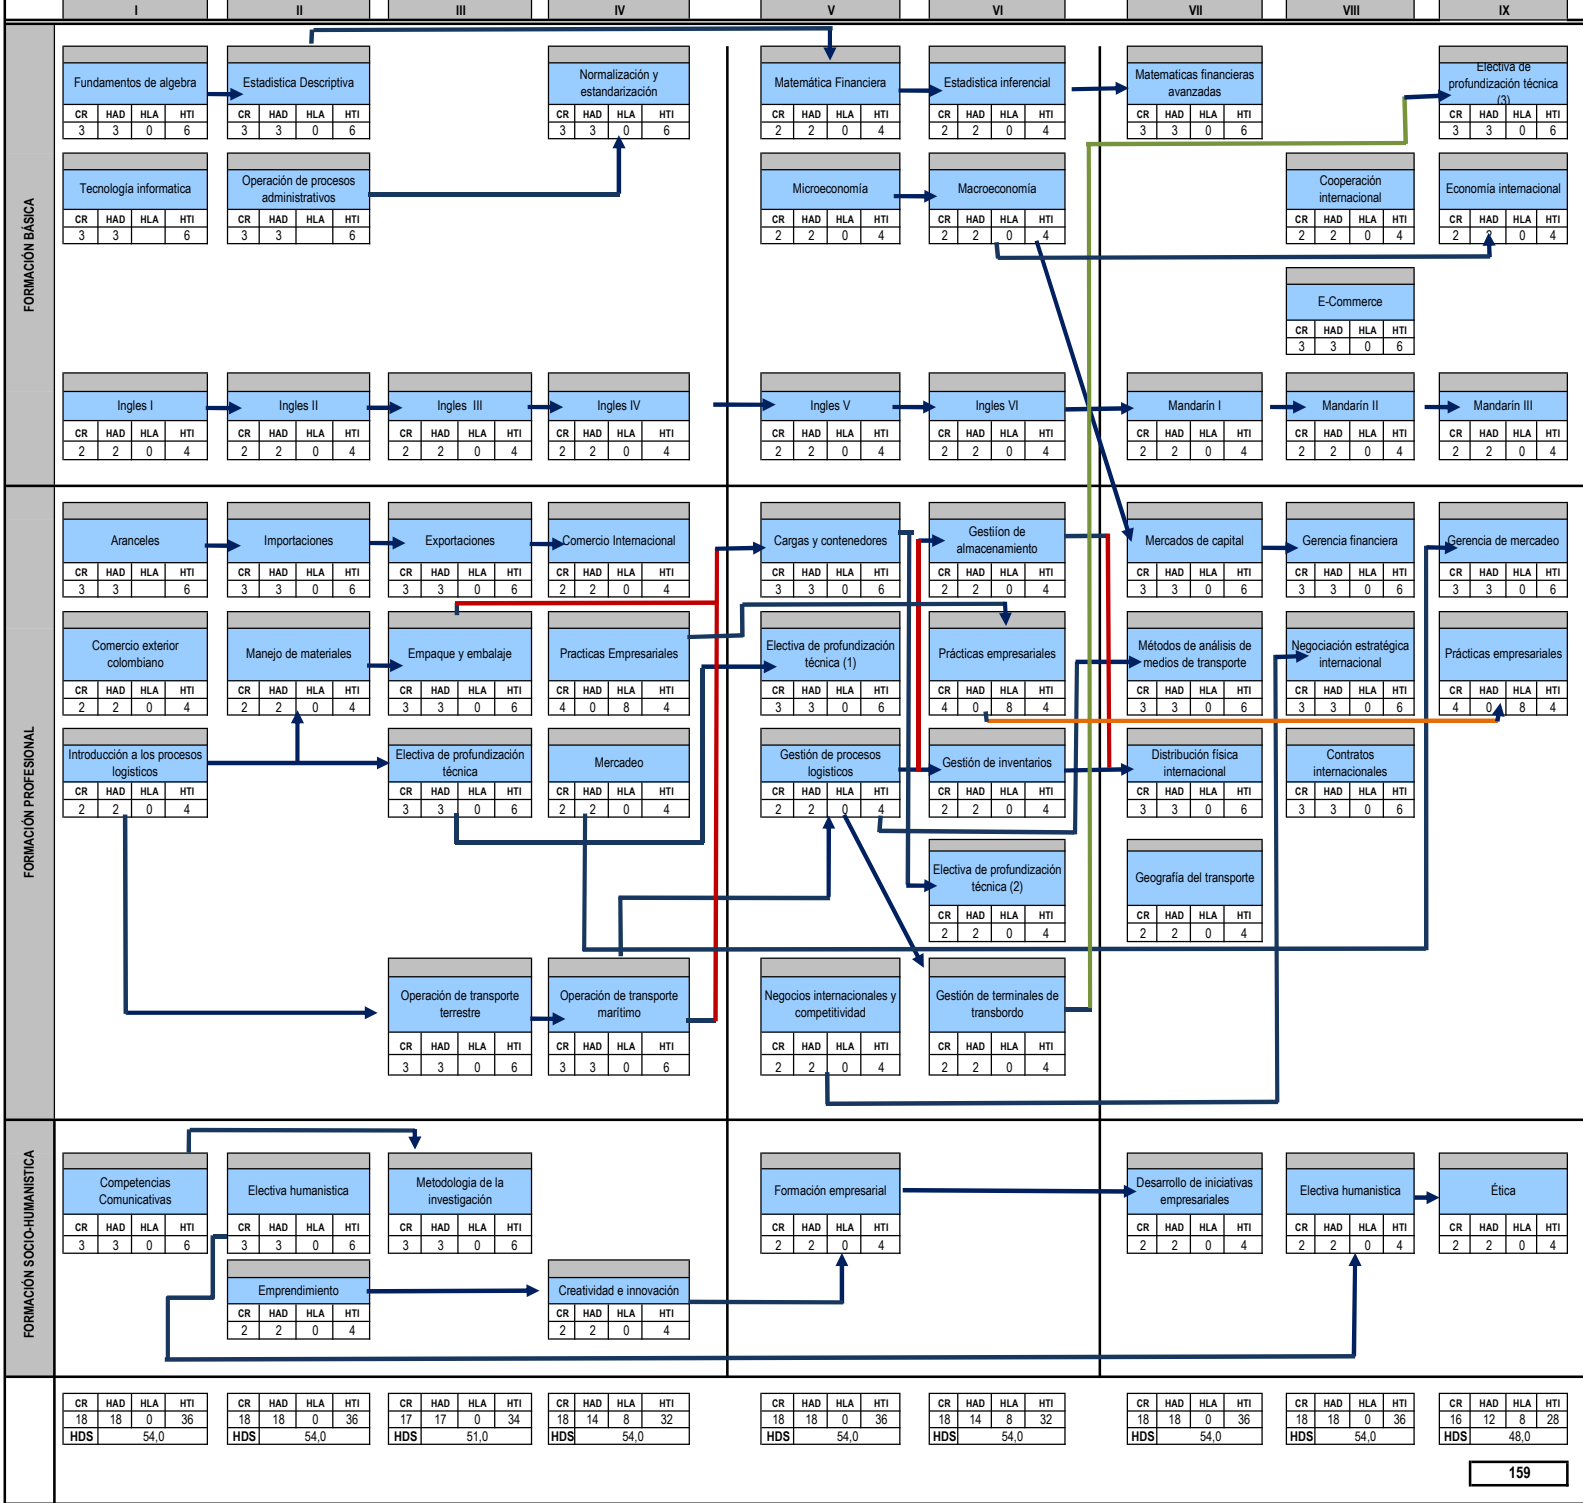 I II III IV V VI VII VIII IX
FORMACIÓN BÁSICA
Fundamentos de algebra
CR HAD HLA HTI
3 3 0 6
Estadistica Descriptiva
CR HAD HLA HTI
3 3 0 6
Normalización y
estandarización
CR HAD HLA HTI
3 3 0 6
Matemática Financiera
CR HAD HLA HTI
2 2 0 4
Estadistica inferencial
CR HAD HLA HTI
2 2 0 4
Matematicas financieras
avanzadas
CR HAD HLA HTI
3 3 0 6
Electiva de
profundización técnica
(3)
CR HAD HLA HTI
3 3 0 6
Tecnología informatica
CR HAD HLA HTI
3 3 6
Operación de procesos
administrativos
CR HAD HLA HTI
3 3 6
Microeconomía
CR HAD HLA HTI
2 2 0 4
Macroeconomía
CR HAD HLA HTI
2 2 0 4
Cooperación
internacional
CR HAD HLA HTI
2 2 0 4
Economía internacional
CR HAD HLA HTI
2 2 0 4
E-Commerce
CR HAD HLA HTI
3 3 0 6
Ingles I
CR HAD HLA HTI
2 2 0 4
Ingles II
CR HAD HLA HTI
2 2 0 4
Ingles III
CR HAD HLA HTI
2 2 0 4
Ingles IV
CR HAD HLA HTI
2 2 0 4
Ingles V
CR HAD HLA HTI
2 2 0 4
Ingles VI
CR HAD HLA HTI
2 2 0 4
Mandarín I
CR HAD HLA HTI
2 2 0 4
Mandarín II
CR HAD HLA HTI
2 2 0 4
Mandarín III
CR HAD HLA HTI
2 2 0 4
FORMACIÓN PROFESIONAL
Aranceles
CR HAD HLA HTI
3 3 6
Importaciones
CR HAD HLA HTI
3 3 0 6
Exportaciones
CR HAD HLA HTI
3 3 0 6
Comercio Internacional
CR HAD HLA HTI
2 2 0 4
Cargas y contenedores
CR HAD HLA HTI
3 3 0 6
Gestiíon de
almacenamiento
CR HAD HLA HTI
2 2 0 4
Mercados de capital
CR HAD HLA HTI
3 3 0 6
Gerencia financiera
CR HAD HLA HTI
3 3 0 6
Gerencia de mercadeo
CR HAD HLA HTI
3 3 0 6
Comercio exterior
colombiano
CR HAD HLA HTI
2 2 0 4
Manejo de materiales
CR HAD HLA HTI
2 2 0 4
Empaque y embalaje
CR HAD HLA HTI
3 3 0 6
Practicas Empresariales
CR HAD HLA HTI
4 0 8 4
Electiva de profundización
técnica (1)
CR HAD HLA HTI
3 3 0 6
Prácticas empresariales
CR HAD HLA HTI
4 0 8 4
Métodos de análisis de
medios de transporte
CR HAD HLA HTI
3 3 0 6
Negociación estratégica
internacional
CR HAD HLA HTI
3 3 0 6
Prácticas empresariales
CR HAD HLA HTI
4 0 8 4
Introducción a los procesos
logisticos
CR HAD HLA HTI
2 2 0 4
Electiva de profundización
técnica
CR HAD HLA HTI
3 3 0 6
Mercadeo
CR HAD HLA HTI
2 2 0 4
Gestión de procesos
logisticos
CR HAD HLA HTI
2 2 0 4
Gestión de inventarios
CR HAD HLA HTI
2 2 0 4
Distribución física
internacional
CR HAD HLA HTI
3 3 0 6
Contratos
internacionales
CR HAD HLA HTI
3 3 0 6
Electiva de profundización
técnica (2)
CR HAD HLA HTI
2 2 0 4
Geografía del transporte
CR HAD HLA HTI
2 2 0 4
Operación de transporte
terrestre
CR HAD HLA HTI
3 3 0 6
Operación de transporte
marítimo
CR HAD HLA HTI
3 3 0 6
Negocios internacionales y
competitividad
CR HAD HLA HTI
2 2 0 4
Gestión de terminales de
transbordo
CR HAD HLA HTI
2 2 0 4
FORMACIÓN SOCIO-HUMANISTICA
Competencias
Comunicativas
CR HAD HLA HTI
3 3 0 6
Electiva humanistica
CR HAD HLA HTI
3 3 0 6
Metodologia de la
investigación
CR HAD HLA HTI
3 3 0 6
Formación empresarial
CR HAD HLA HTI
2 2 0 4
Desarrollo de iniciativas
empresariales
CR HAD HLA HTI
2 2 0 4
Electiva humanistica
CR HAD HLA HTI
2 2 0 4
Ética
CR HAD HLA HTI
2 2 0 4
Emprendimiento
CR HAD HLA HTI
2 2 0 4
Creatividad e innovación
CR HAD HLA HTI
2 2 0 4
CR HAD HLA HTI
18 18 0 36
HDS 54,0
CR HAD HLA HTI
18 18 0 36
HDS 54,0
CR HAD HLA HTI
17 17 0 34
HDS 51,0
CR HAD HLA HTI
18 14 8 32
HDS 54,0
CR HAD HLA HTI
18 18 0 36
HDS 54,0
CR HAD HLA HTI
18 14 8 32
HDS 54,0
CR HAD HLA HTI
18 18 0 36
HDS 54,0
CR HAD HLA HTI
18 18 0 36
HDS 54,0
CR HAD HLA HTI
16 12 8 28
HDS 48,0
159